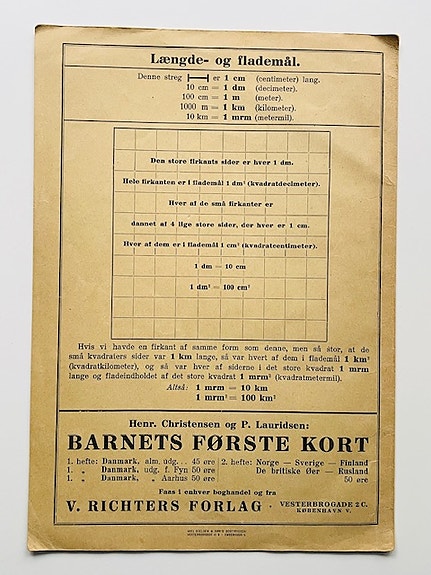 Længde- og flademål.
Denne streg er 1 cm (centimeter) lang.
10 cm = 1 dm (decimeter).
100 cm = 1 m (meter).
1000 m = 1 km (kilometer).
10 km = 1 mrm (metermil).
Den store firkants sider er hver 1 dm.
Hele firkanten er i flademål 1 dm² (kvadratdecimeter).
Hver af de små firkanter er
dannet af 4 lige store sider, der hver er 1 cm.
Hver af dem er i flademål 1 cm² (kvadratcentimeter).
1 dm = 10 cm
1 dm² = 100 cm²
Hvis vi havde en firkant af samme form som denne, men så stor, at de
små kvadraters sider var 1 km lange, så var hvert af dem i flademål 1 km²
(kvadratkilometer), og så var hver af siderne i det store kvadrat 1 mrm
lange og fladeindholdet af det store kvadrat 1 mrm² (kvadratmetermil).
Altså: 1 mrm = 10 km
1 mrm² = 100 km²
Henr. Christensen og P. Lauridsen:
BARNETS FØRSTE KORT
1. hefte: Danmark, alm. udg. . . 45 øre 2. hefte: Norge — Sverige — Finland
1. „ Danmark, udg. f. Fyn 50 øre De britiske Øer — Rusland
1. „ Danmark, Aarhus 50 øre 50 øre
Faas i enhver boghandel og fra
V. RICHTERS FORLAG · VESTERBROGADE 2 C.
KØBENHAVN V.